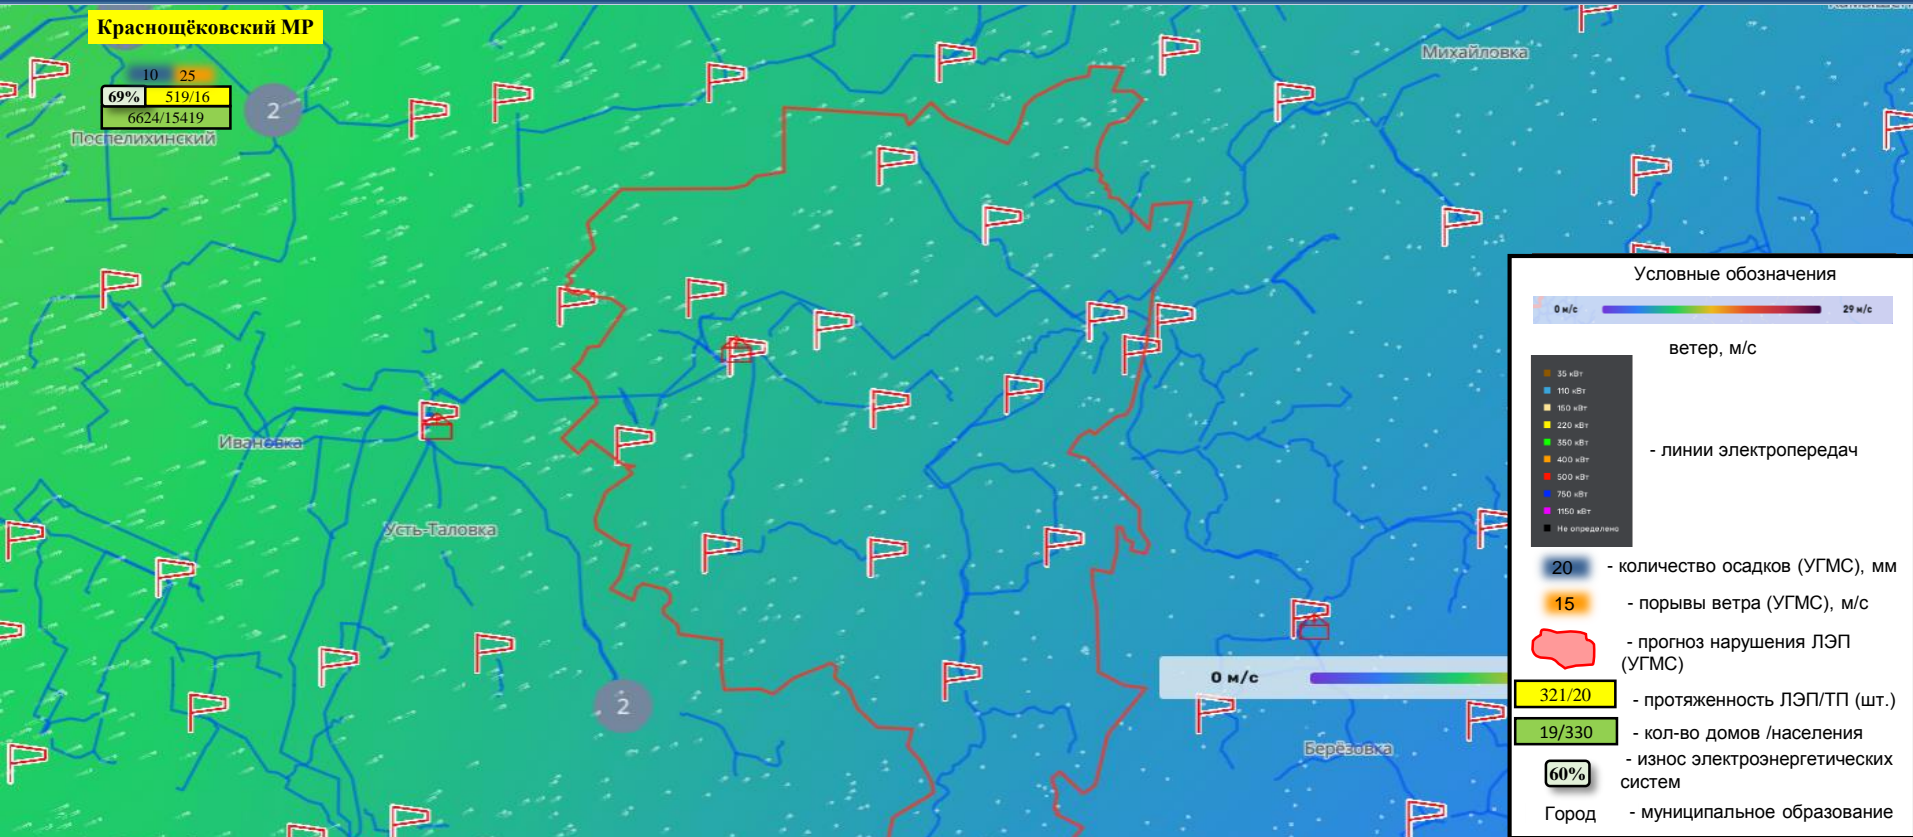 Краснощёковский МР
10 25
69% 519/16
6624/15419
2
Поспелихинский
Михайловка
Ивановка
Усть-Таловка
2
0 м/с
Берёзовка
Условные обозначения
0 м/с 29 м/с
ветер, м/с
35 кВт
110 кВт
150 кВт
220 кВт
350 кВт
400 кВт
500 кВт
750 кВт
1150 кВт
Не определено
- линии электропередач
20 - количество осадков (УГМС), мм
15 - порывы ветра (УГМС), м/с
- прогноз нарушения ЛЭП
(УГМС)
321/20 - протяженность ЛЭП/ТП (шт.)
19/330 - кол-во домов /населения
60% - износ электроэнергетических
систем
Город - муниципальное образование